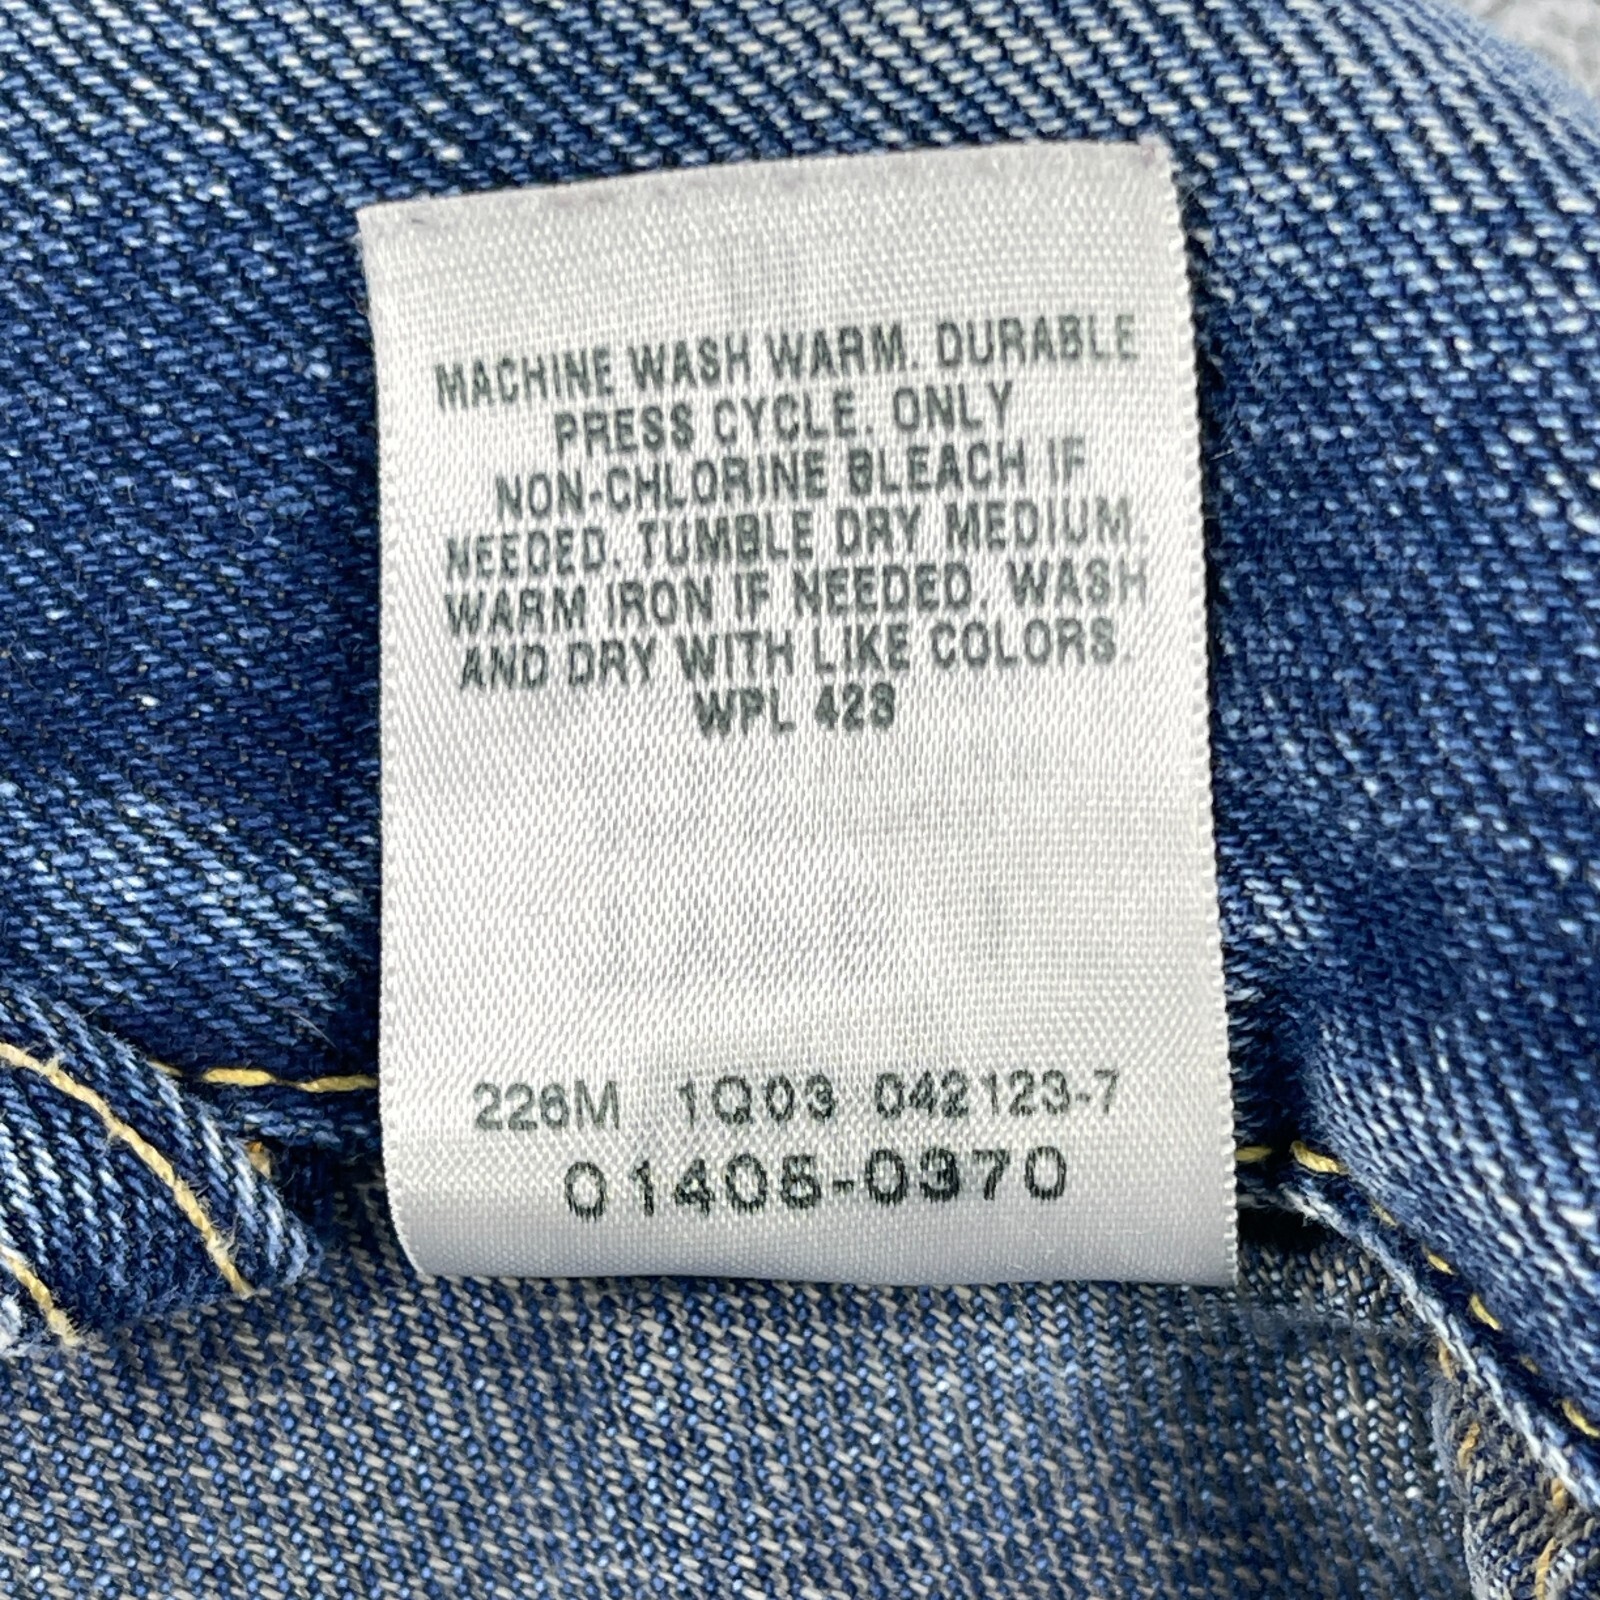 MACHINE WASH WARM. DURABLE
PRESS CYCLE. ONLY
NON-CHLORINE BLEACH IF
NEEDED. TUMBLE DRY MEDIUM.
WARM IRON IF NEEDED. WASH
AND DRY WITH LIKE COLORS.
WPL 423
226M 1Q03 042123-7
01405-0370